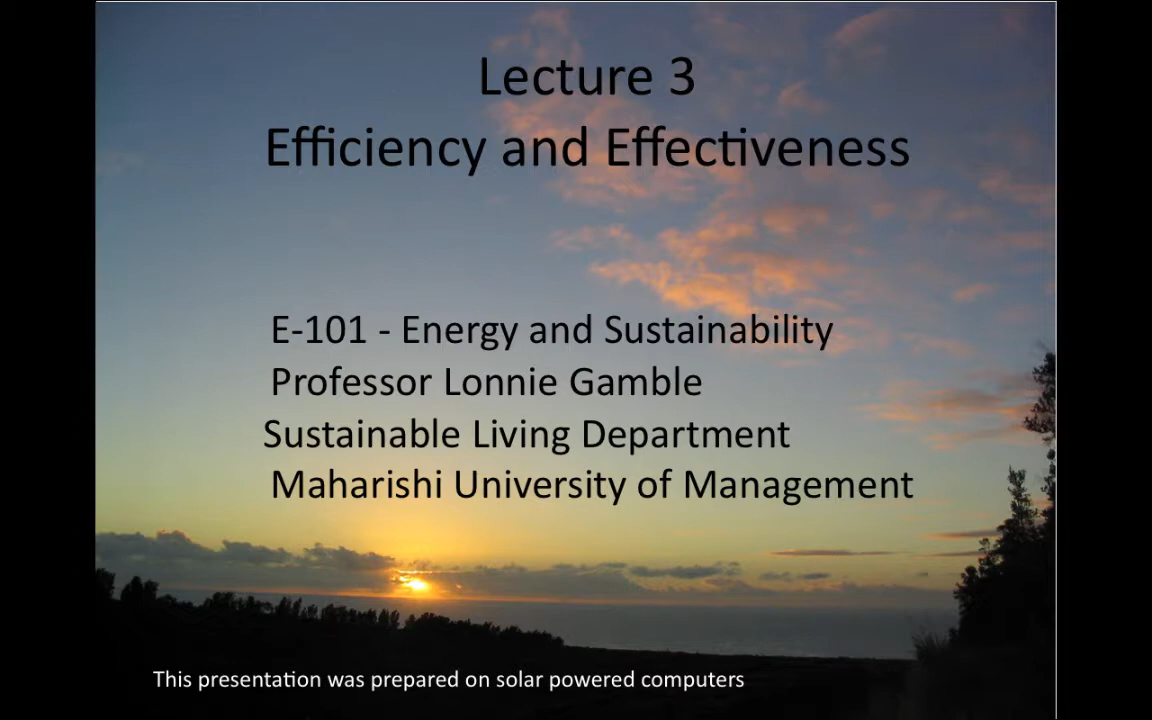 Lecture 3
Efficiency and Effectiveness
E-101 - Energy and Sustainability
Professor Lonnie Gamble
Sustainable Living Department
Maharishi University of Management
This presentation was prepared on solar powered computers